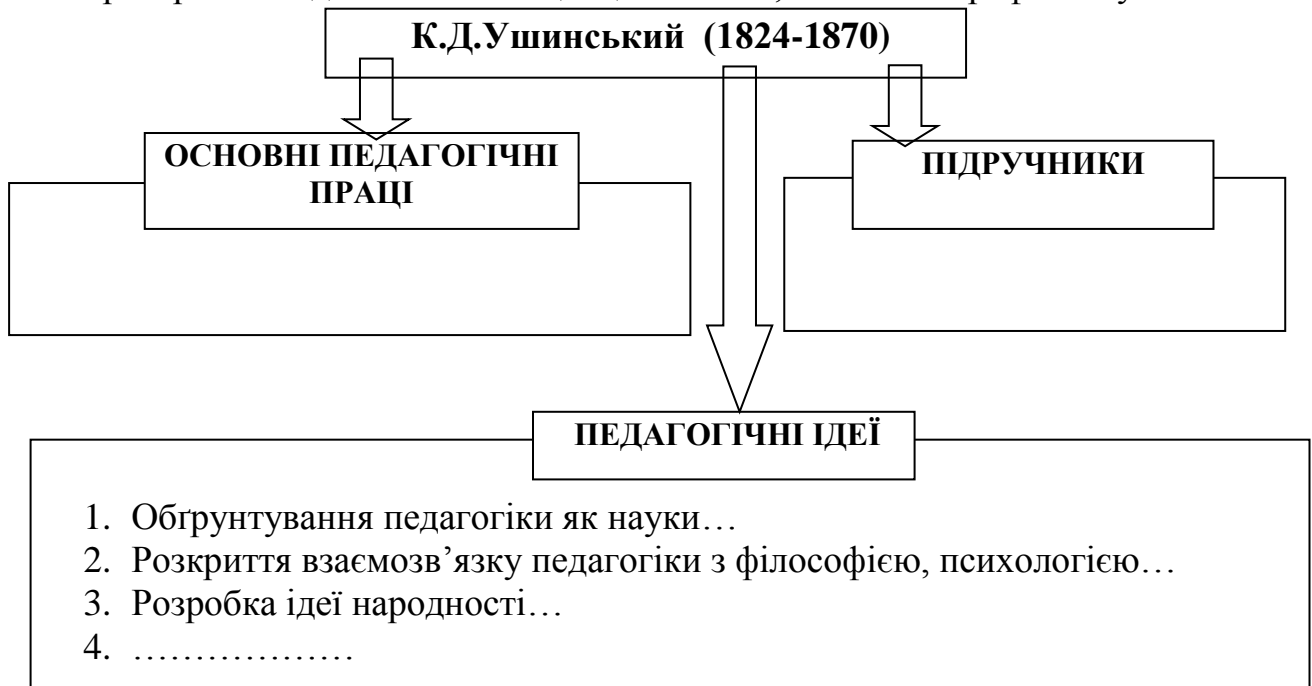 К.Д.Ушинський (1824-1870)
ОСНОВНІ ПЕДАГОГІЧНІ
ПРАЦІ
ПІДРУЧНИКИ
ПЕДАГОГІЧНІ ІДЕЇ
1. Обґрунтування педагогіки як науки…
2. Розкриття взаємозв’язку педагогіки з філософією, психологією…
3. Розробка ідеї народності…
4. ………………